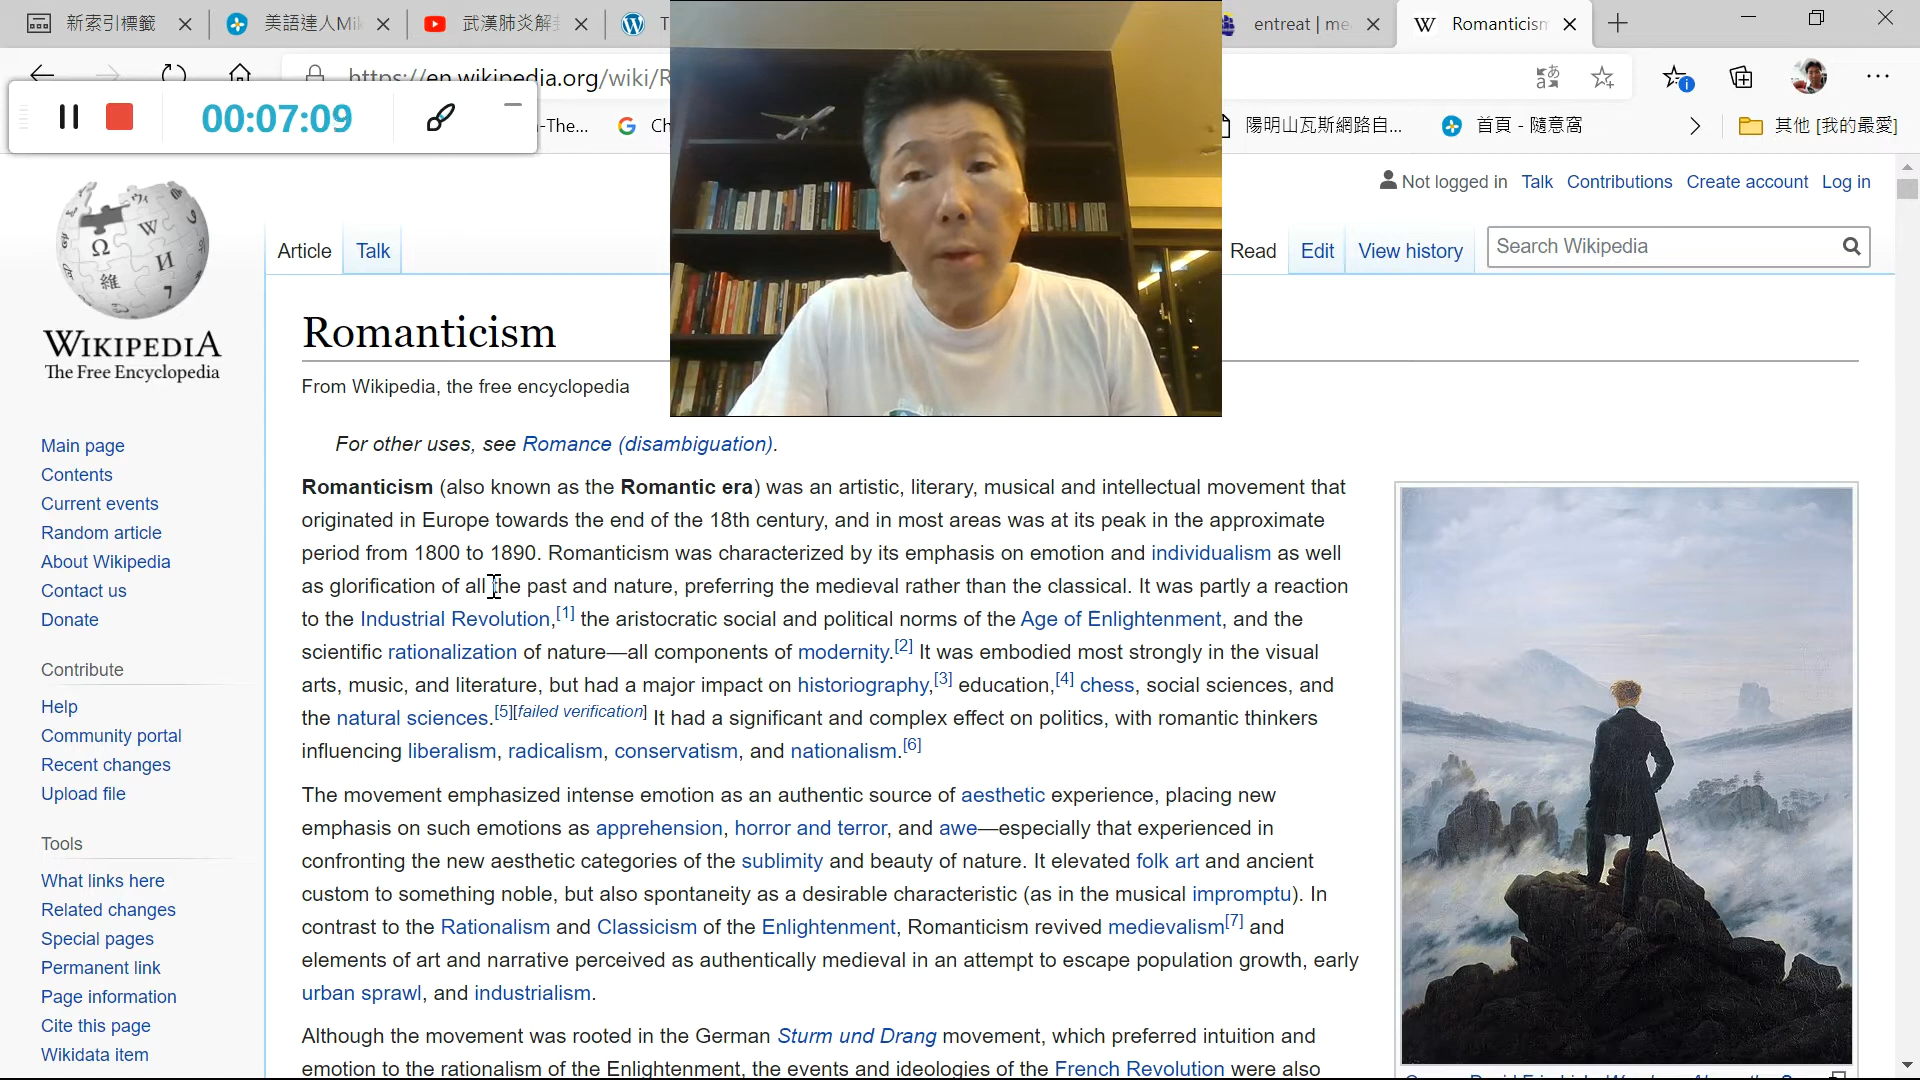 新索引標籤
美語達人Mi
武漢肺炎解
T
entreat | me
Romanticism
https://en.wikipedia.org/wiki/R
00:07:09
-The...
Ch
陽明山瓦斯網路自...
首頁 - 隨意窩
其他 [我的最愛]
Not logged in Talk Contributions Create account Log in
Article Talk
Read Edit View history Search Wikipedia
WIKIPEDIA
The Free Encyclopedia
Romanticism
From Wikipedia, the free encyclopedia
For other uses, see Romance (disambiguation).
Romanticism (also known as the Romantic era) was an artistic, literary, musical and intellectual movement that
originated in Europe towards the end of the 18th century, and in most areas was at its peak in the approximate
period from 1800 to 1890. Romanticism was characterized by its emphasis on emotion and individualism as well
as glorification of all the past and nature, preferring the medieval rather than the classical. It was partly a reaction
to the Industrial Revolution,[1] the aristocratic social and political norms of the Age of Enlightenment, and the
scientific rationalization of nature—all components of modernity.[2] It was embodied most strongly in the visual
arts, music, and literature, but had a major impact on historiography,[3] education,[4] chess, social sciences, and
the natural sciences.[5][failed verification] It had a significant and complex effect on politics, with romantic thinkers
influencing liberalism, radicalism, conservatism, and nationalism.[6]
The movement emphasized intense emotion as an authentic source of aesthetic experience, placing new
emphasis on such emotions as apprehension, horror and terror, and awe—especially that experienced in
confronting the new aesthetic categories of the sublimity and beauty of nature. It elevated folk art and ancient
custom to something noble, but also spontaneity as a desirable characteristic (as in the musical impromptu). In
contrast to the Rationalism and Classicism of the Enlightenment, Romanticism revived medievalism[7] and
elements of art and narrative perceived as authentically medieval in an attempt to escape population growth, early
urban sprawl, and industrialism.
Although the movement was rooted in the German Sturm und Drang movement, which preferred intuition and
emotion to the rationalism of the Enlightenment, the events and ideologies of the French Revolution were also
Main page
Contents
Current events
Random article
About Wikipedia
Contact us
Donate
Contribute
Help
Community portal
Recent changes
Upload file
Tools
What links here
Related changes
Special pages
Permanent link
Page information
Cite this page
Wikidata item